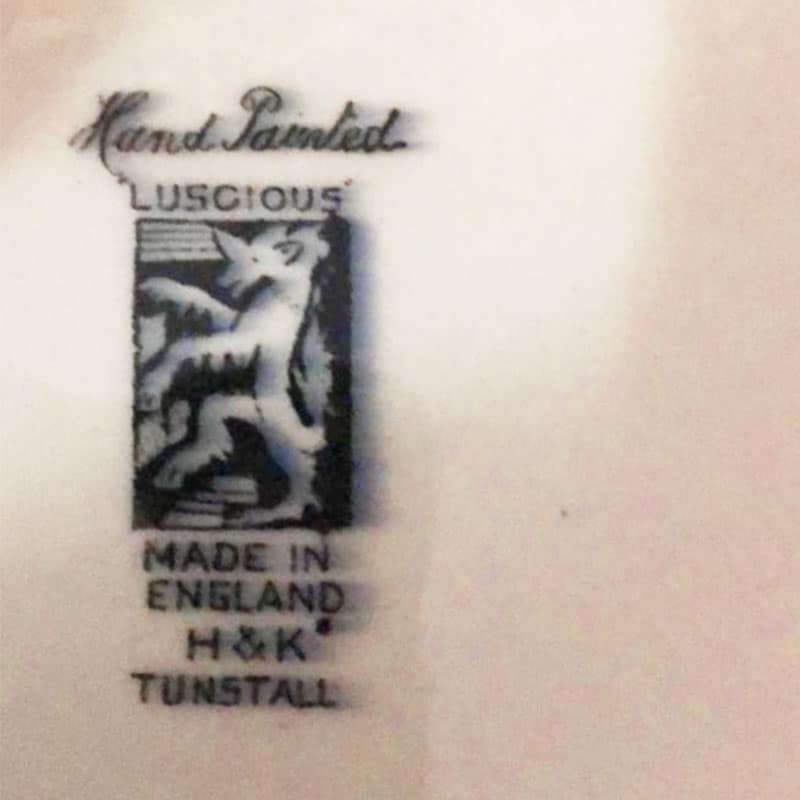 Hand Painted
"LUSCIOUS"
MADE IN
ENGLAND
H & K
TUNSTALL